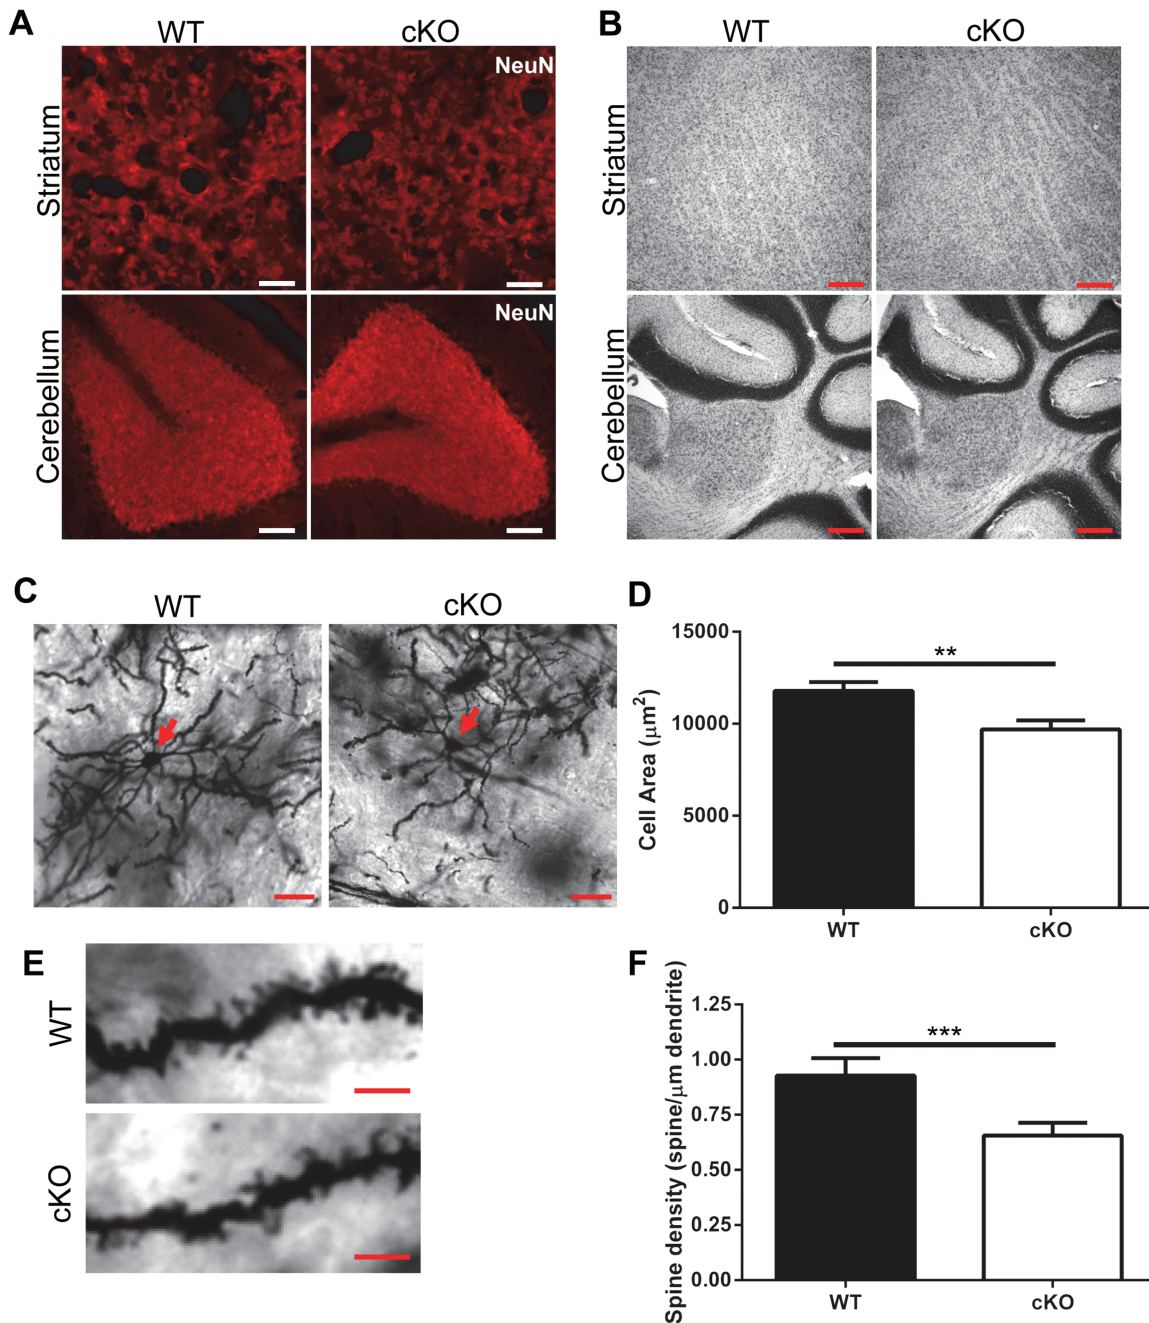 A
WT
cKO
B
WT
cKO
Striatum
NeuN
Striatum
Cerebellum
NeuN
Cerebellum
C
WT
cKO
D
Cell Area (μm²)
15000
10000
5000
0
**
WT
cKO
E
WT
cKO
F
Spine density (spine/μm dendrite)
1.25
1.00
0.75
0.50
0.25
0.00
***
WT
cKO